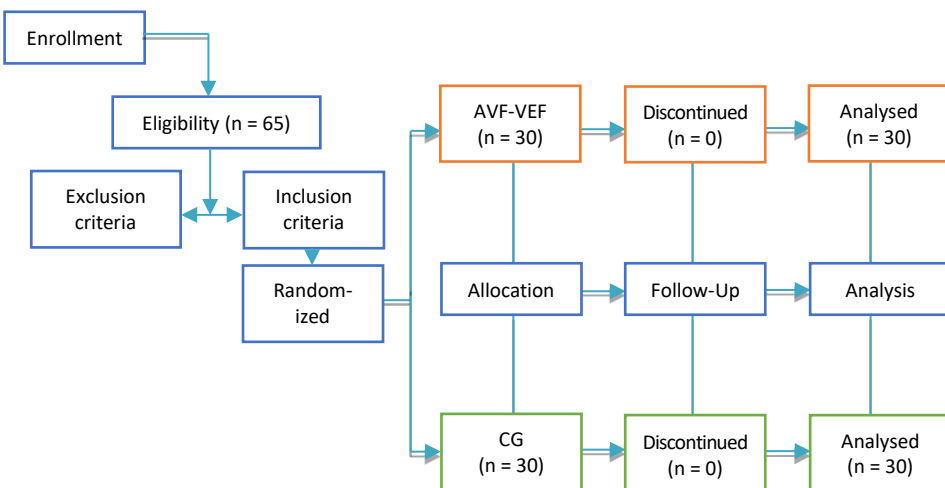 Enrollment
Eligibility (n = 65)
Exclusion
criteria
Inclusion
criteria
Random-
ized
AVF-VEF
(n = 30)
Discontinued
(n = 0)
Analysed
(n = 30)
Allocation
Follow-Up
Analysis
CG
(n = 30)
Discontinued
(n = 0)
Analysed
(n = 30)